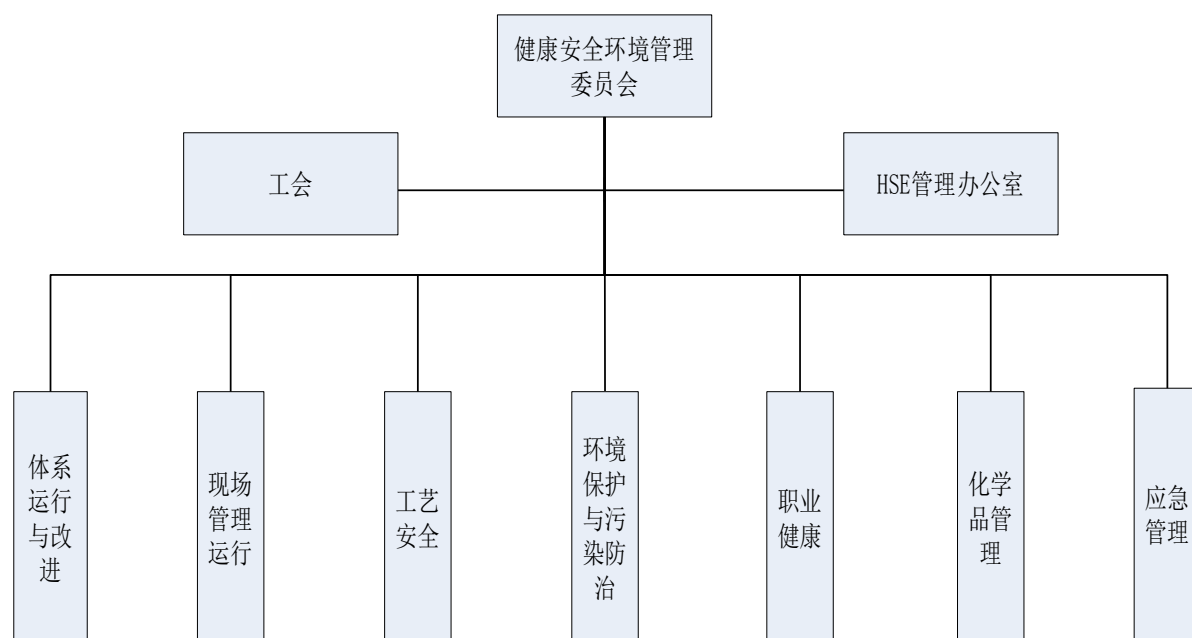 健康安全环境管理
委员会
工会
HSE管理办公室
体系
运行
与改
进
现场
管理
运行
工艺
安全
环境
保护
与污
染防
治
职业
健康
化学
品管
理
应急
管理